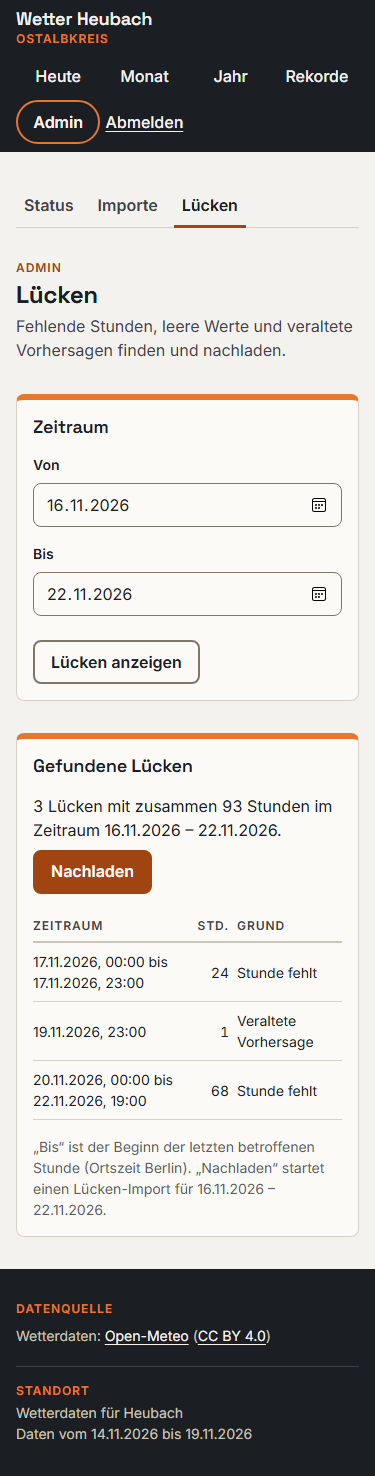 Wetter Heubach
OSTALBKREIS
Heute Monat Jahr Rekorde
Admin Abmelden
Status Importe Lücken
ADMIN
Lücken
Fehlende Stunden, leere Werte und veraltete
Vorhersagen finden und nachladen.
Zeitraum
Von
16.11.2026
Bis
22.11.2026
Lücken anzeigen
Gefundene Lücken
3 Lücken mit zusammen 93 Stunden im
Zeitraum 16.11.2026 – 22.11.2026.
Nachladen
ZEITRAUM STD. GRUND
17.11.2026, 00:00 bis
17.11.2026, 23:00 24 Stunde fehlt
19.11.2026, 23:00 1 Veraltete
Vorhersage
20.11.2026, 00:00 bis
22.11.2026, 19:00 68 Stunde fehlt
„Bis“ ist der Beginn der letzten betroffenen
Stunde (Ortszeit Berlin). „Nachladen“ startet
einen Lücken-Import für 16.11.2026 –
22.11.2026.
DATENQUELLE
Wetterdaten: Open-Meteo (CC BY 4.0)
STANDORT
Wetterdaten für Heubach
Daten vom 14.11.2026 bis 19.11.2026